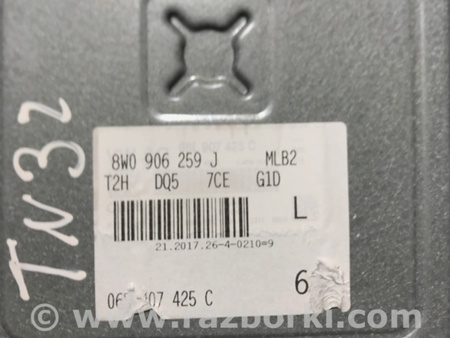 TN32
8W0 906 259 J MLB2
T2H DQ5 7CE G1D
L
21.2017.26-4-0210=9
425 C 6
www.razborki.com